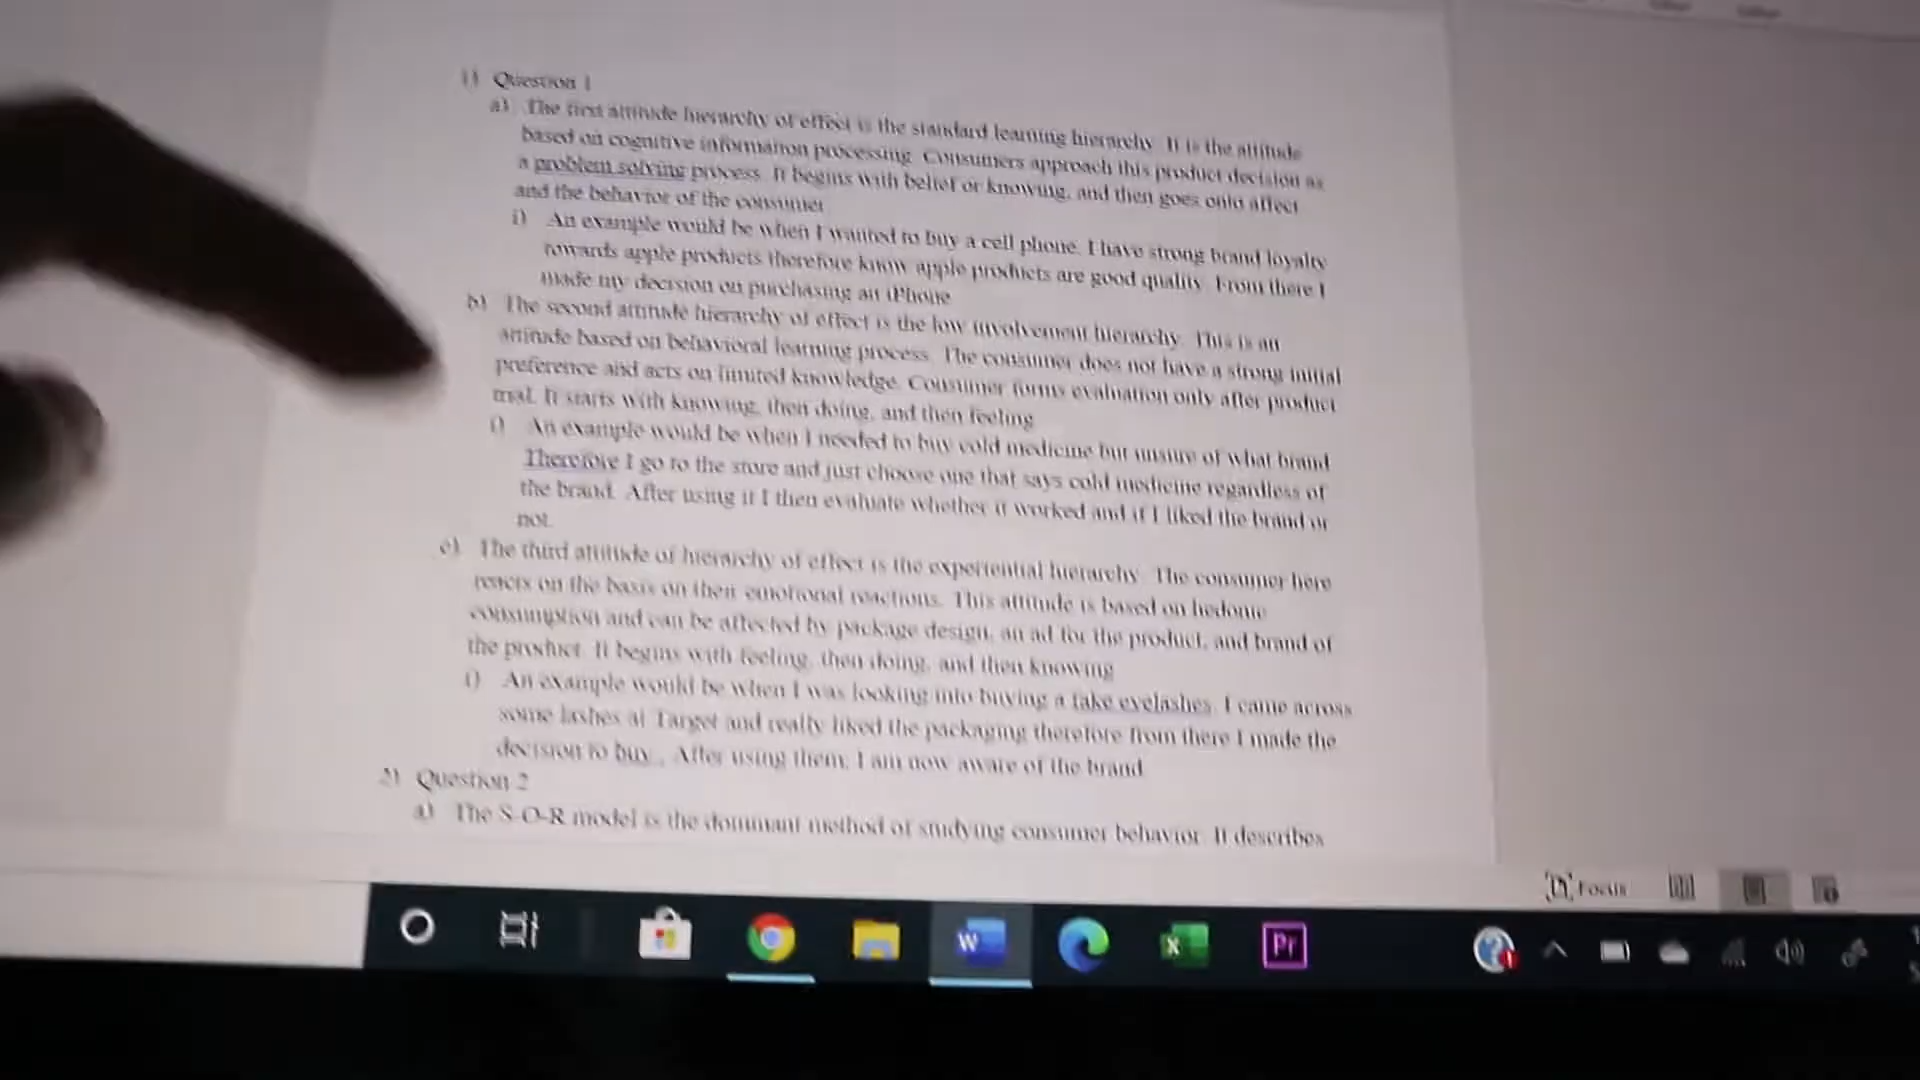 1) Question 1
a) The first attitude hierarchy of effect is the standard learning hierarchy. It is the attitude
based on cognitive information processing. Consumers approach this product decision as
a problem solving process. It begins with belief or knowing, and then goes onto affect
and the behavior of the consumer
i) An example would be when I wanted to buy a cell phone. I have strong brand loyalty
towards apple products therefore know apple products are good quality. From there I
made my decision on purchasing an iPhone
b) The second attitude hierarchy of effect is the low involvement hierarchy. This is an
attitude based on behavioral learning process. The consumer does not have a strong initial
preference and acts on limited knowledge. Consumer forms evaluation only after product
trial. It starts with knowing, then doing, and then feeling
i) An example would be when I needed to buy cold medicine but unsure of what brand
Therefore I go to the store and just choose one that says cold medicine regardless of
the brand. After using it I then evaluate whether it worked and if I liked the brand or
not.
c) The third attitude of hierarchy of effect is the experiential hierarchy. The consumer here
reacts on the basis on their emotional reactions. This attitude is based on hedonic
consumption and can be affected by package design, an ad for the product, and brand of
the product. It begins with feeling, then doing, and then knowing
i) An example would be when I was looking into buying a fake eyelashes. I came across
some lashes at Target and really liked the packaging therefore from there I made the
decision to buy.. After using them, I am now aware of the brand
2) Question 2
a) The S-O-R model is the dominant method of studying consumer behavior. It describes
Focus
W
X
Pr